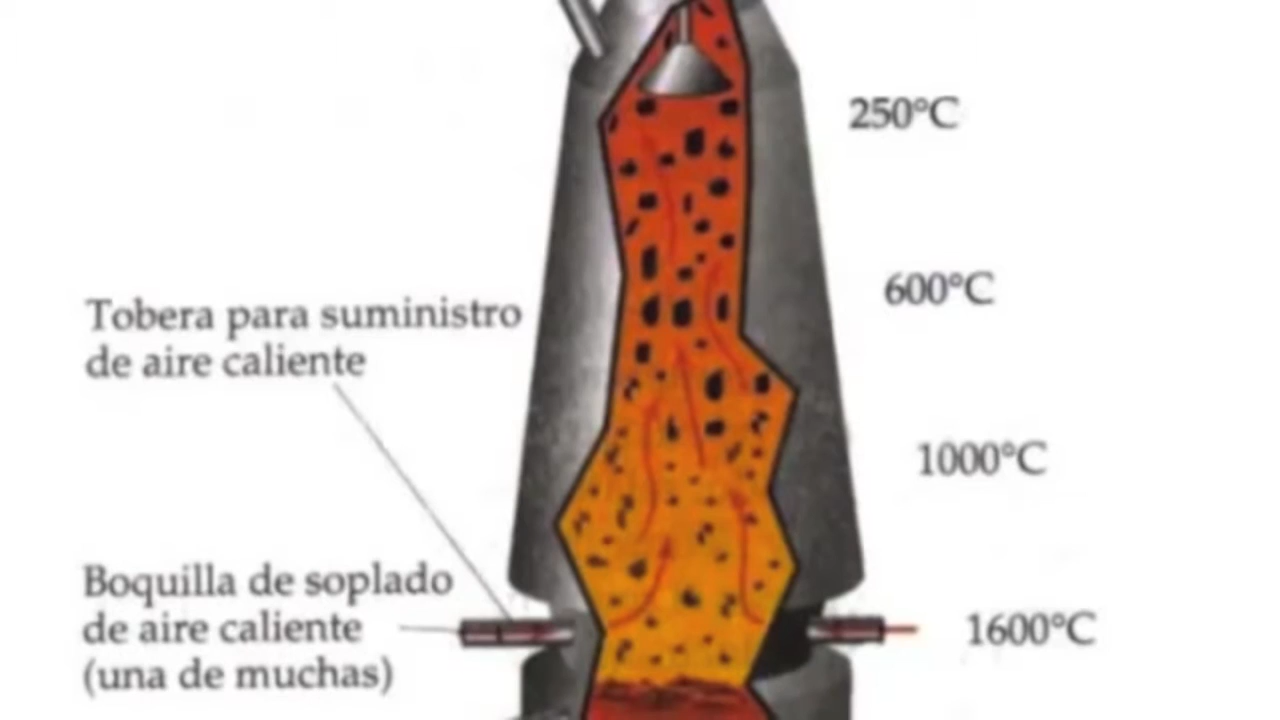 250°C
Tobera para suministro
de aire caliente
600°C
1000°C
Boquilla de soplado
de aire caliente
(una de muchas)
1600°C